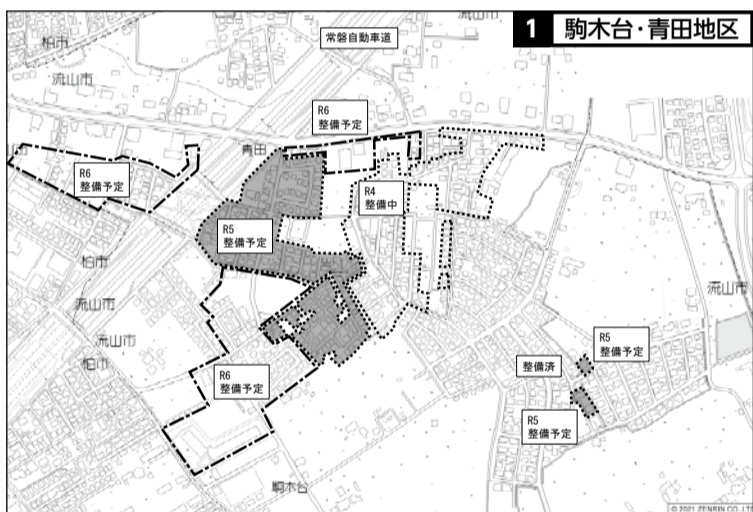 1 駒木台・青田地区
常磐自動車道
流山市
柏市
流山市
R6
整備予定
青田
R6
整備予定
R4
整備中
R5
整備予定
柏市
流山市
流山市
流山市
柏市
R5
整備予定
整備済
R6
整備予定
R5
整備予定
駒木台
© 2021 ZENRIN CO., LTD